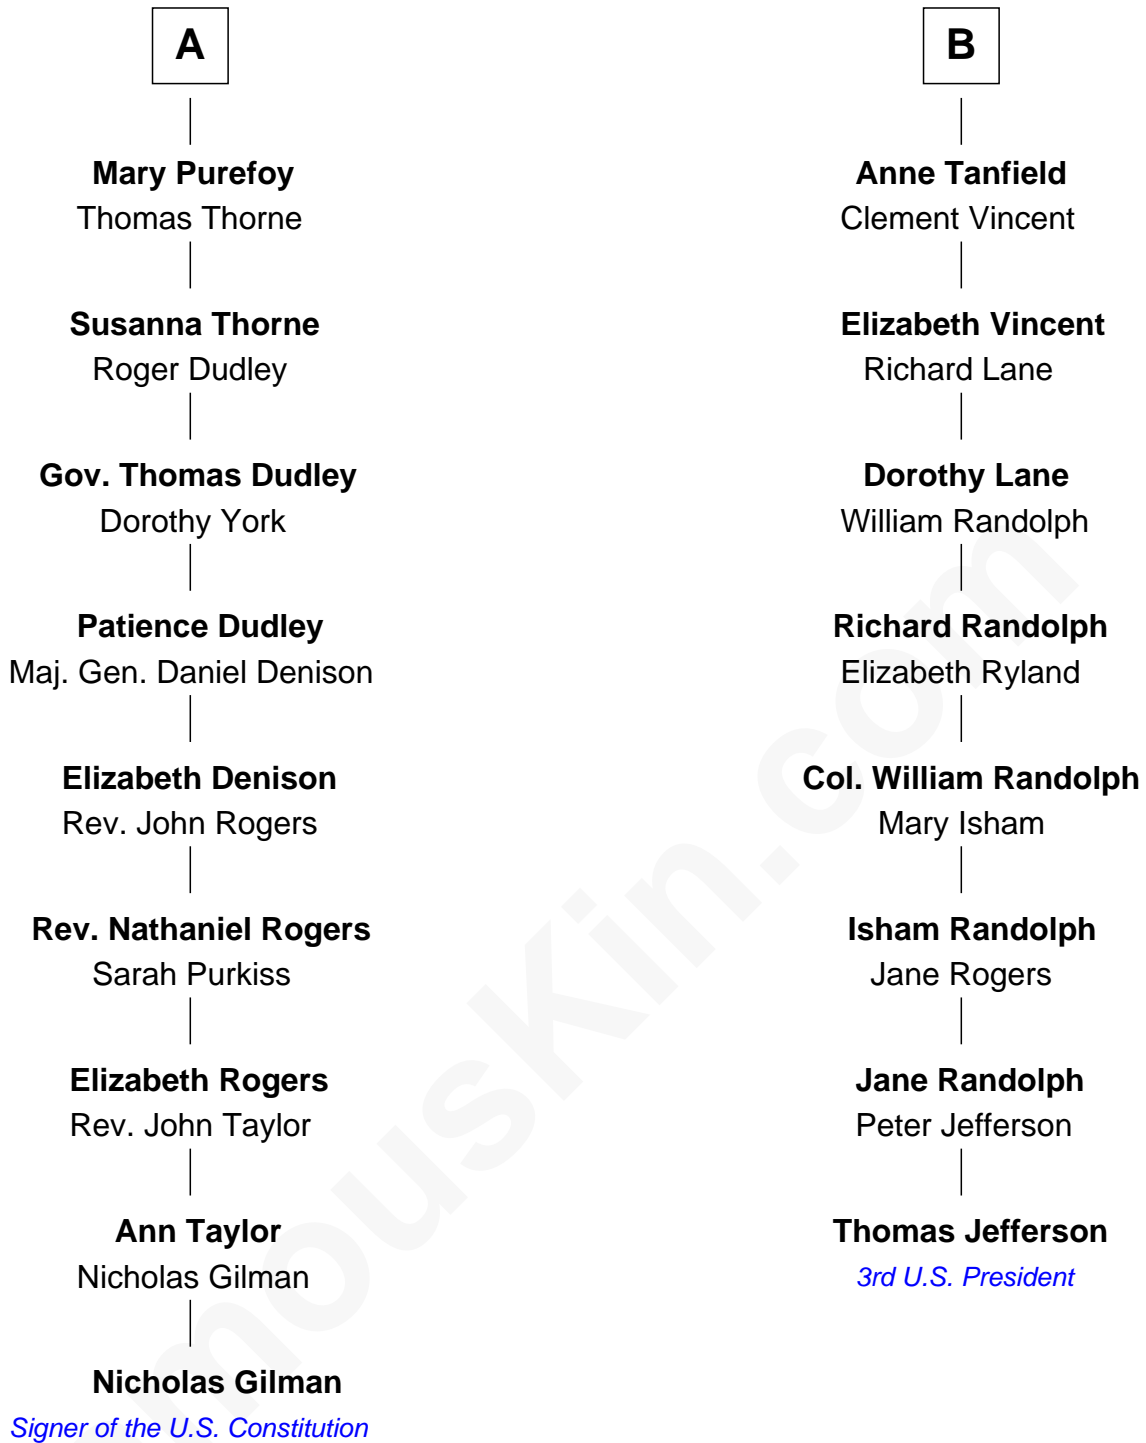 A
Mary Purefoy
Thomas Thorne
Susanna Thorne
Roger Dudley
Gov. Thomas Dudley
Dorothy York
Patience Dudley
Maj. Gen. Daniel Denison
Elizabeth Denison
Rev. John Rogers
Rev. Nathaniel Rogers
Sarah Purkiss
Elizabeth Rogers
Rev. John Taylor
Ann Taylor
Nicholas Gilman
Nicholas Gilman
Signer of the U.S. Constitution
B
Anne Tanfield
Clement Vincent
Elizabeth Vincent
Richard Lane
Dorothy Lane
William Randolph
Richard Randolph
Elizabeth Ryland
Col. William Randolph
Mary Isham
Isham Randolph
Jane Rogers
Jane Randolph
Peter Jefferson
Thomas Jefferson
3rd U.S. President
mouskin.com